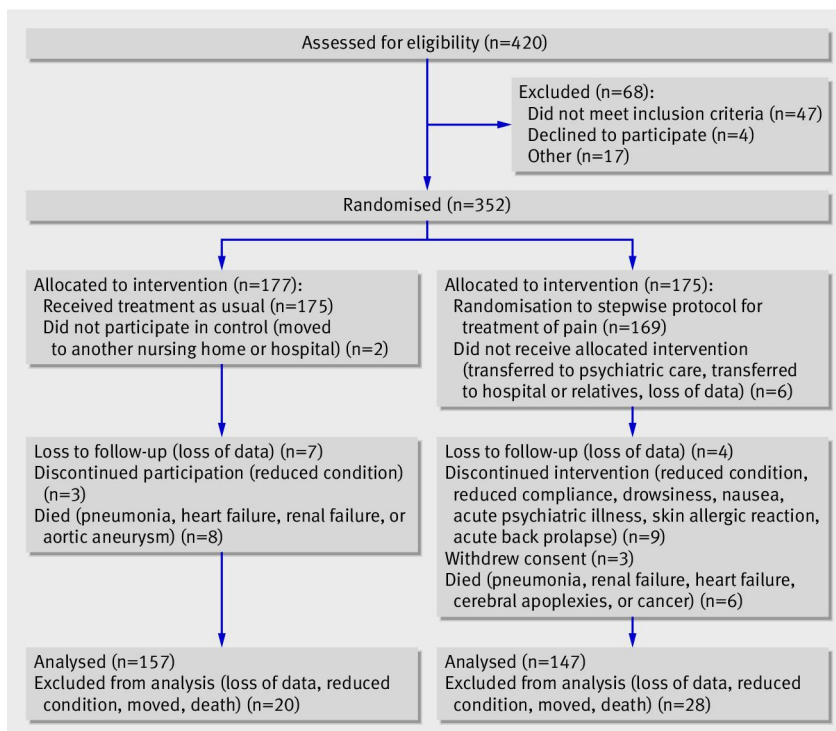 Assessed for eligibility (n=420)
Excluded (n=68):
Did not meet inclusion criteria (n=47)
Declined to participate (n=4)
Other (n=17)
Randomised (n=352)
Allocated to intervention (n=177):
Received treatment as usual (n=175)
Did not participate in control (moved
to another nursing home or hospital) (n=2)
Allocated to intervention (n=175):
Randomisation to stepwise protocol for
treatment of pain (n=169)
Did not receive allocated intervention
(transferred to psychiatric care, transferred
to hospital or relatives, loss of data) (n=6)
Loss to follow-up (loss of data) (n=7)
Discontinued participation (reduced condition)
(n=3)
Died (pneumonia, heart failure, renal failure, or
aortic aneurysm) (n=8)
Loss to follow-up (loss of data) (n=4)
Discontinued intervention (reduced condition,
reduced compliance, drowsiness, nausea,
acute psychiatric illness, skin allergic reaction,
acute back prolapse) (n=9)
Withdrew consent (n=3)
Died (pneumonia, renal failure, heart failure,
cerebral apoplexies, or cancer) (n=6)
Analysed (n=157)
Excluded from analysis (loss of data, reduced
condition, moved, death) (n=20)
Analysed (n=147)
Excluded from analysis (loss of data, reduced
condition, moved, death) (n=28)